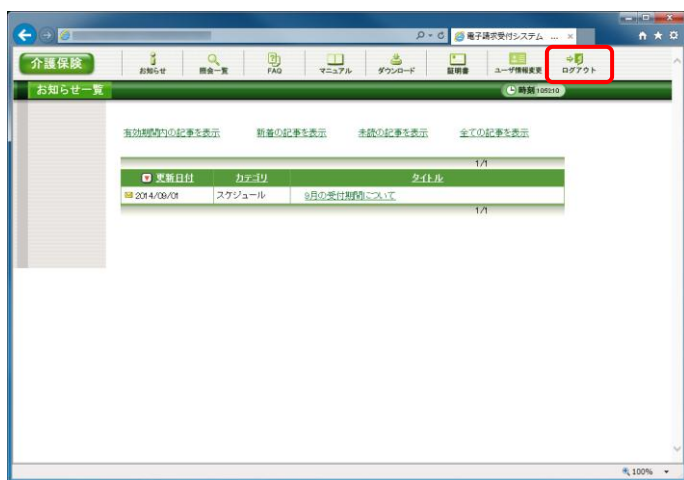 電子請求受付システム ...
介護保険
お知らせ 照会一覧 FAQ マニュアル ダウンロード 証明書 ユーザ情報変更 ログアウト
お知らせ一覧
時刻
有効期間内の記事を表示 新着の記事を表示 未読の記事を表示 全ての記事を表示
1/1
更新日付 カテゴリ タイトル
スケジュール 9月の受付期間について
1/1
100%